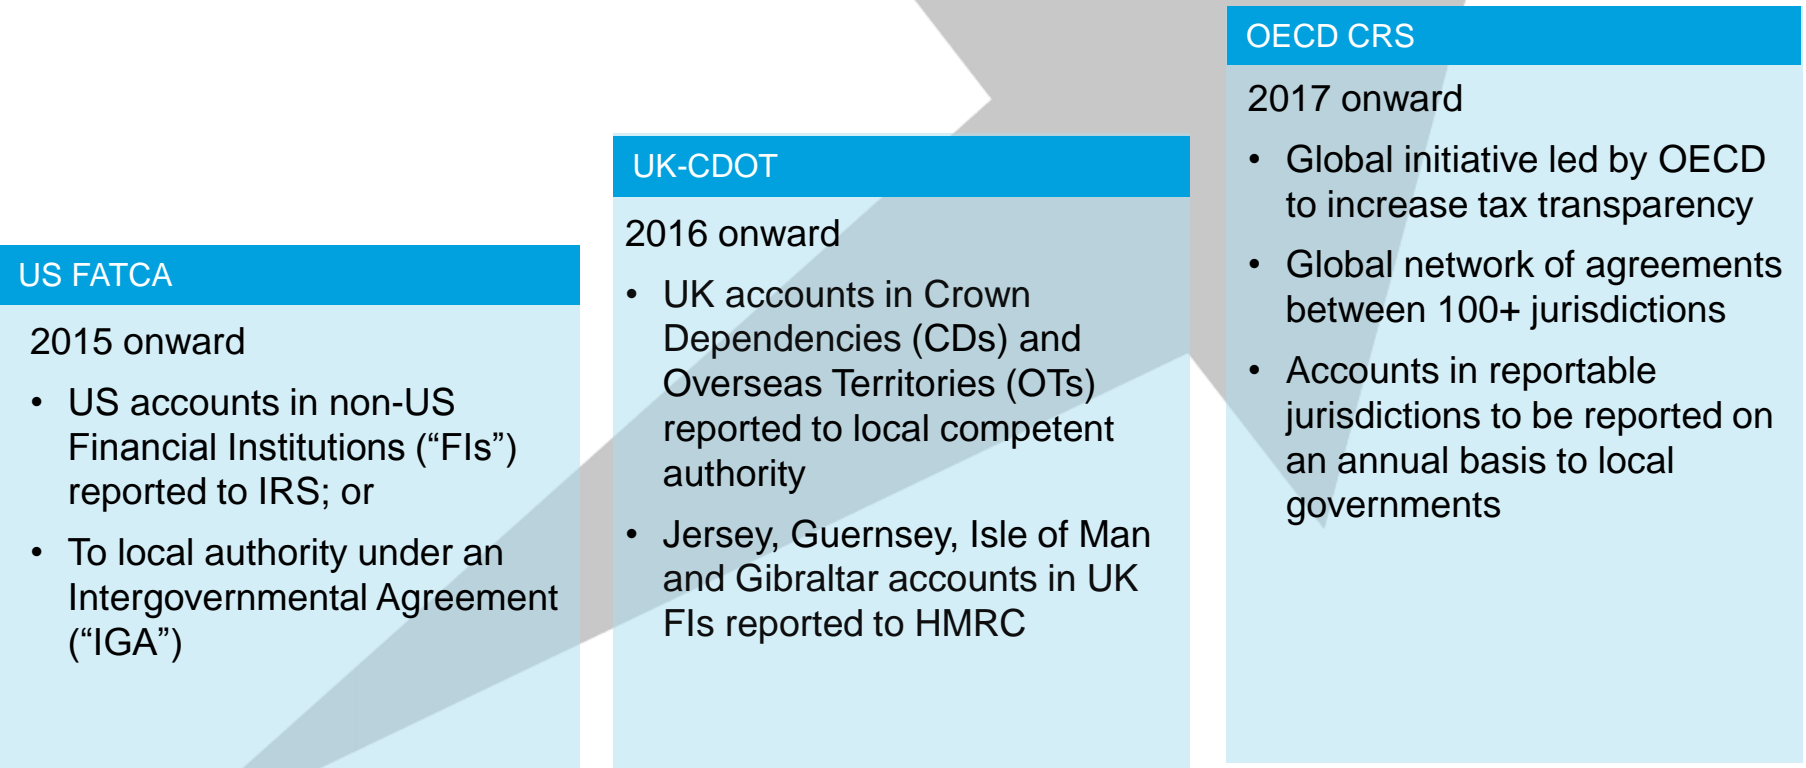 US FATCA
2015 onward
• US accounts in non-US
Financial Institutions (“FIs”)
reported to IRS; or
• To local authority under an
Intergovernmental Agreement
(“IGA”)
UK-CDOT
2016 onward
• UK accounts in Crown
Dependencies (CDs) and
Overseas Territories (OTs)
reported to local competent
authority
• Jersey, Guernsey, Isle of Man
and Gibraltar accounts in UK
FIs reported to HMRC
OECD CRS
2017 onward
• Global initiative led by OECD
to increase tax transparency
• Global network of agreements
between 100+ jurisdictions
• Accounts in reportable
jurisdictions to be reported on
an annual basis to local
governments